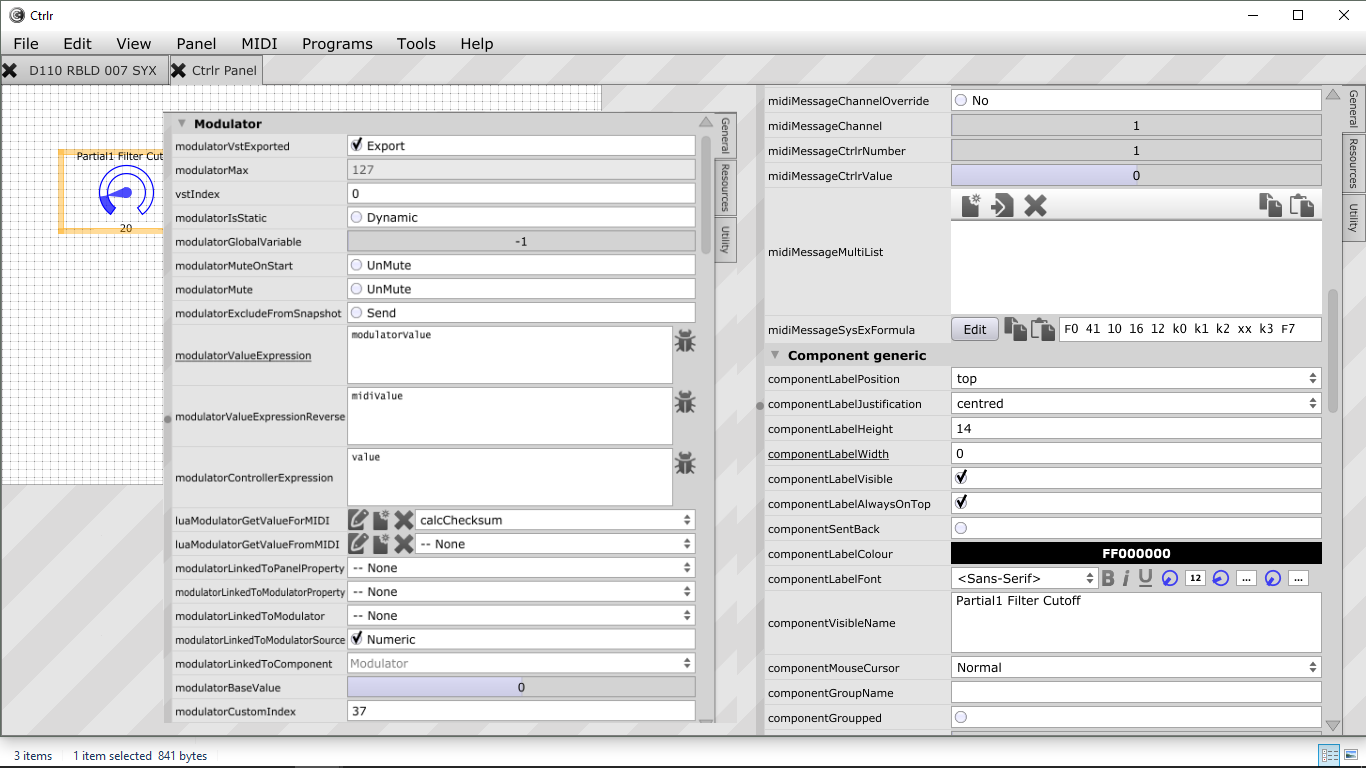 Ctrlr
File Edit View Panel MIDI Programs Tools Help
D110 RBLD 007 SYX
Ctrlr Panel
Partial1 Filter Cut
20
Modulator
modulatorVstExported Export
modulatorMax 127
vstIndex 0
modulatorIsStatic Dynamic
modulatorGlobalVariable -1
modulatorMuteOnStart UnMute
modulatorMute UnMute
modulatorExcludeFromSnapshot Send
modulatorValueExpression modulatorValue
modulatorValueExpressionReverse midiValue
modulatorControllerExpression value
luaModulatorGetValueForMIDI calcChecksum
luaModulatorGetValueFromMIDI -- None
modulatorLinkedToPanelProperty -- None
modulatorLinkedToModulatorProperty -- None
modulatorLinkedToModulator -- None
modulatorLinkedToModulatorSource Numeric
modulatorLinkedToComponent Modulator
modulatorBaseValue 0
modulatorCustomIndex 37
General
Resources
Utility
midiMessageChannelOverride No
midiMessageChannel 1
midiMessageCtrlrNumber 1
midiMessageCtrlrValue 0
midiMessageMultiList
midiMessageSysExFormula Edit F0 41 10 16 12 k0 k1 k2 xx k3 F7
Component generic
componentLabelPosition top
componentLabelJustification centred
componentLabelHeight 14
componentLabelWidth 0
componentLabelVisible
componentLabelAlwaysOnTop
componentSentBack
componentLabelColour FF000000
componentLabelFont <Sans-Serif> B i U 12 ... ...
componentVisibleName Partial1 Filter Cutoff
componentMouseCursor Normal
componentGroupName
componentGroupped
General
Resources
Utility
3 items 1 item selected 841 bytes